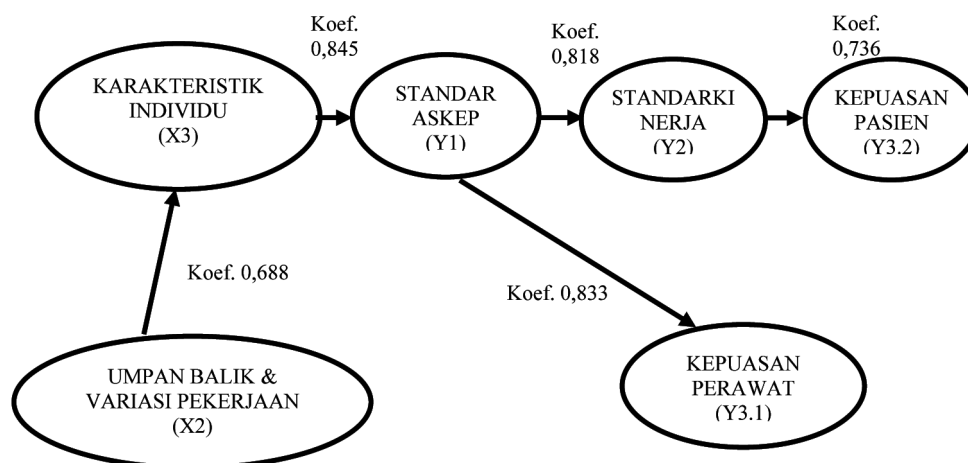 Koef.
0,845
Koef.
0,818
Koef.
0,736
KARAKTERISTIK
INDIVIDU
(X3)
STANDAR
ASKEP
(Y1)
STANDARKI
NERJA
(Y2)
KEPUASAN
PASIEN
(Y3.2)
Koef. 0,688
Koef. 0,833
UMPAN BALIK &
VARIASI PEKERJAAN
(X2)
KEPUASAN
PERAWAT
(Y3.1)